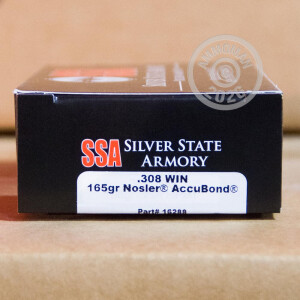 SSA SILVER STATE
ARMORY
.308 WIN
165gr Nosler® AccuBond®
Part# 16288